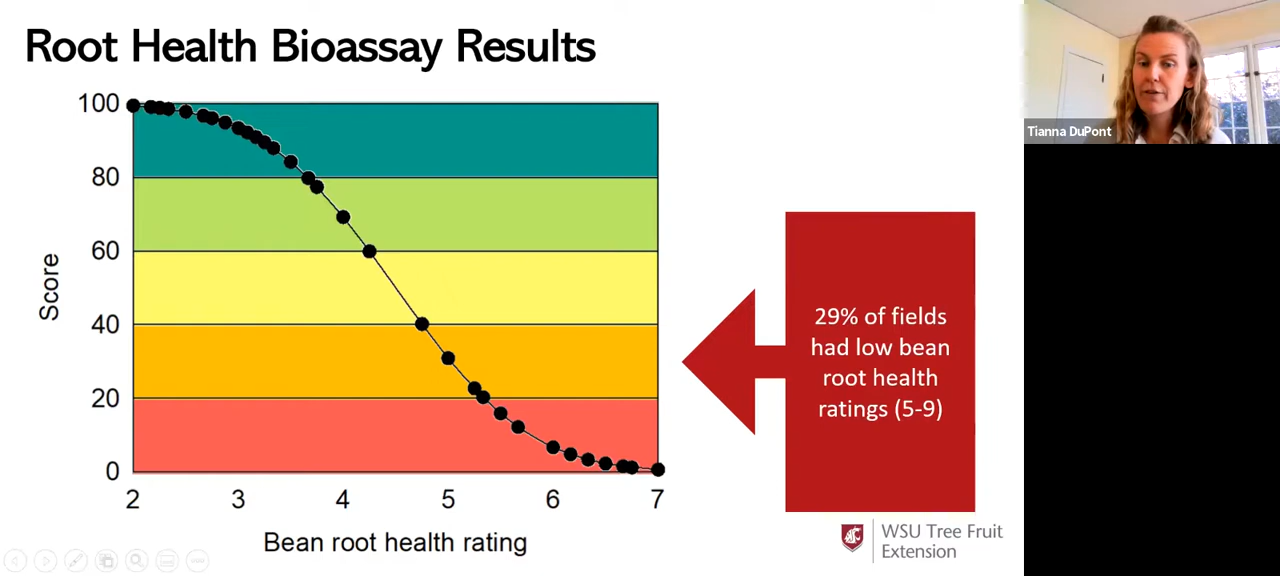 Root Health Bioassay Results
Tianna DuPont
100
80
60
40
20
0
Score
2 3 4 5 6 7
Bean root health rating
29% of fields
had low bean
root health
ratings (5-9)
WSU Tree Fruit
Extension